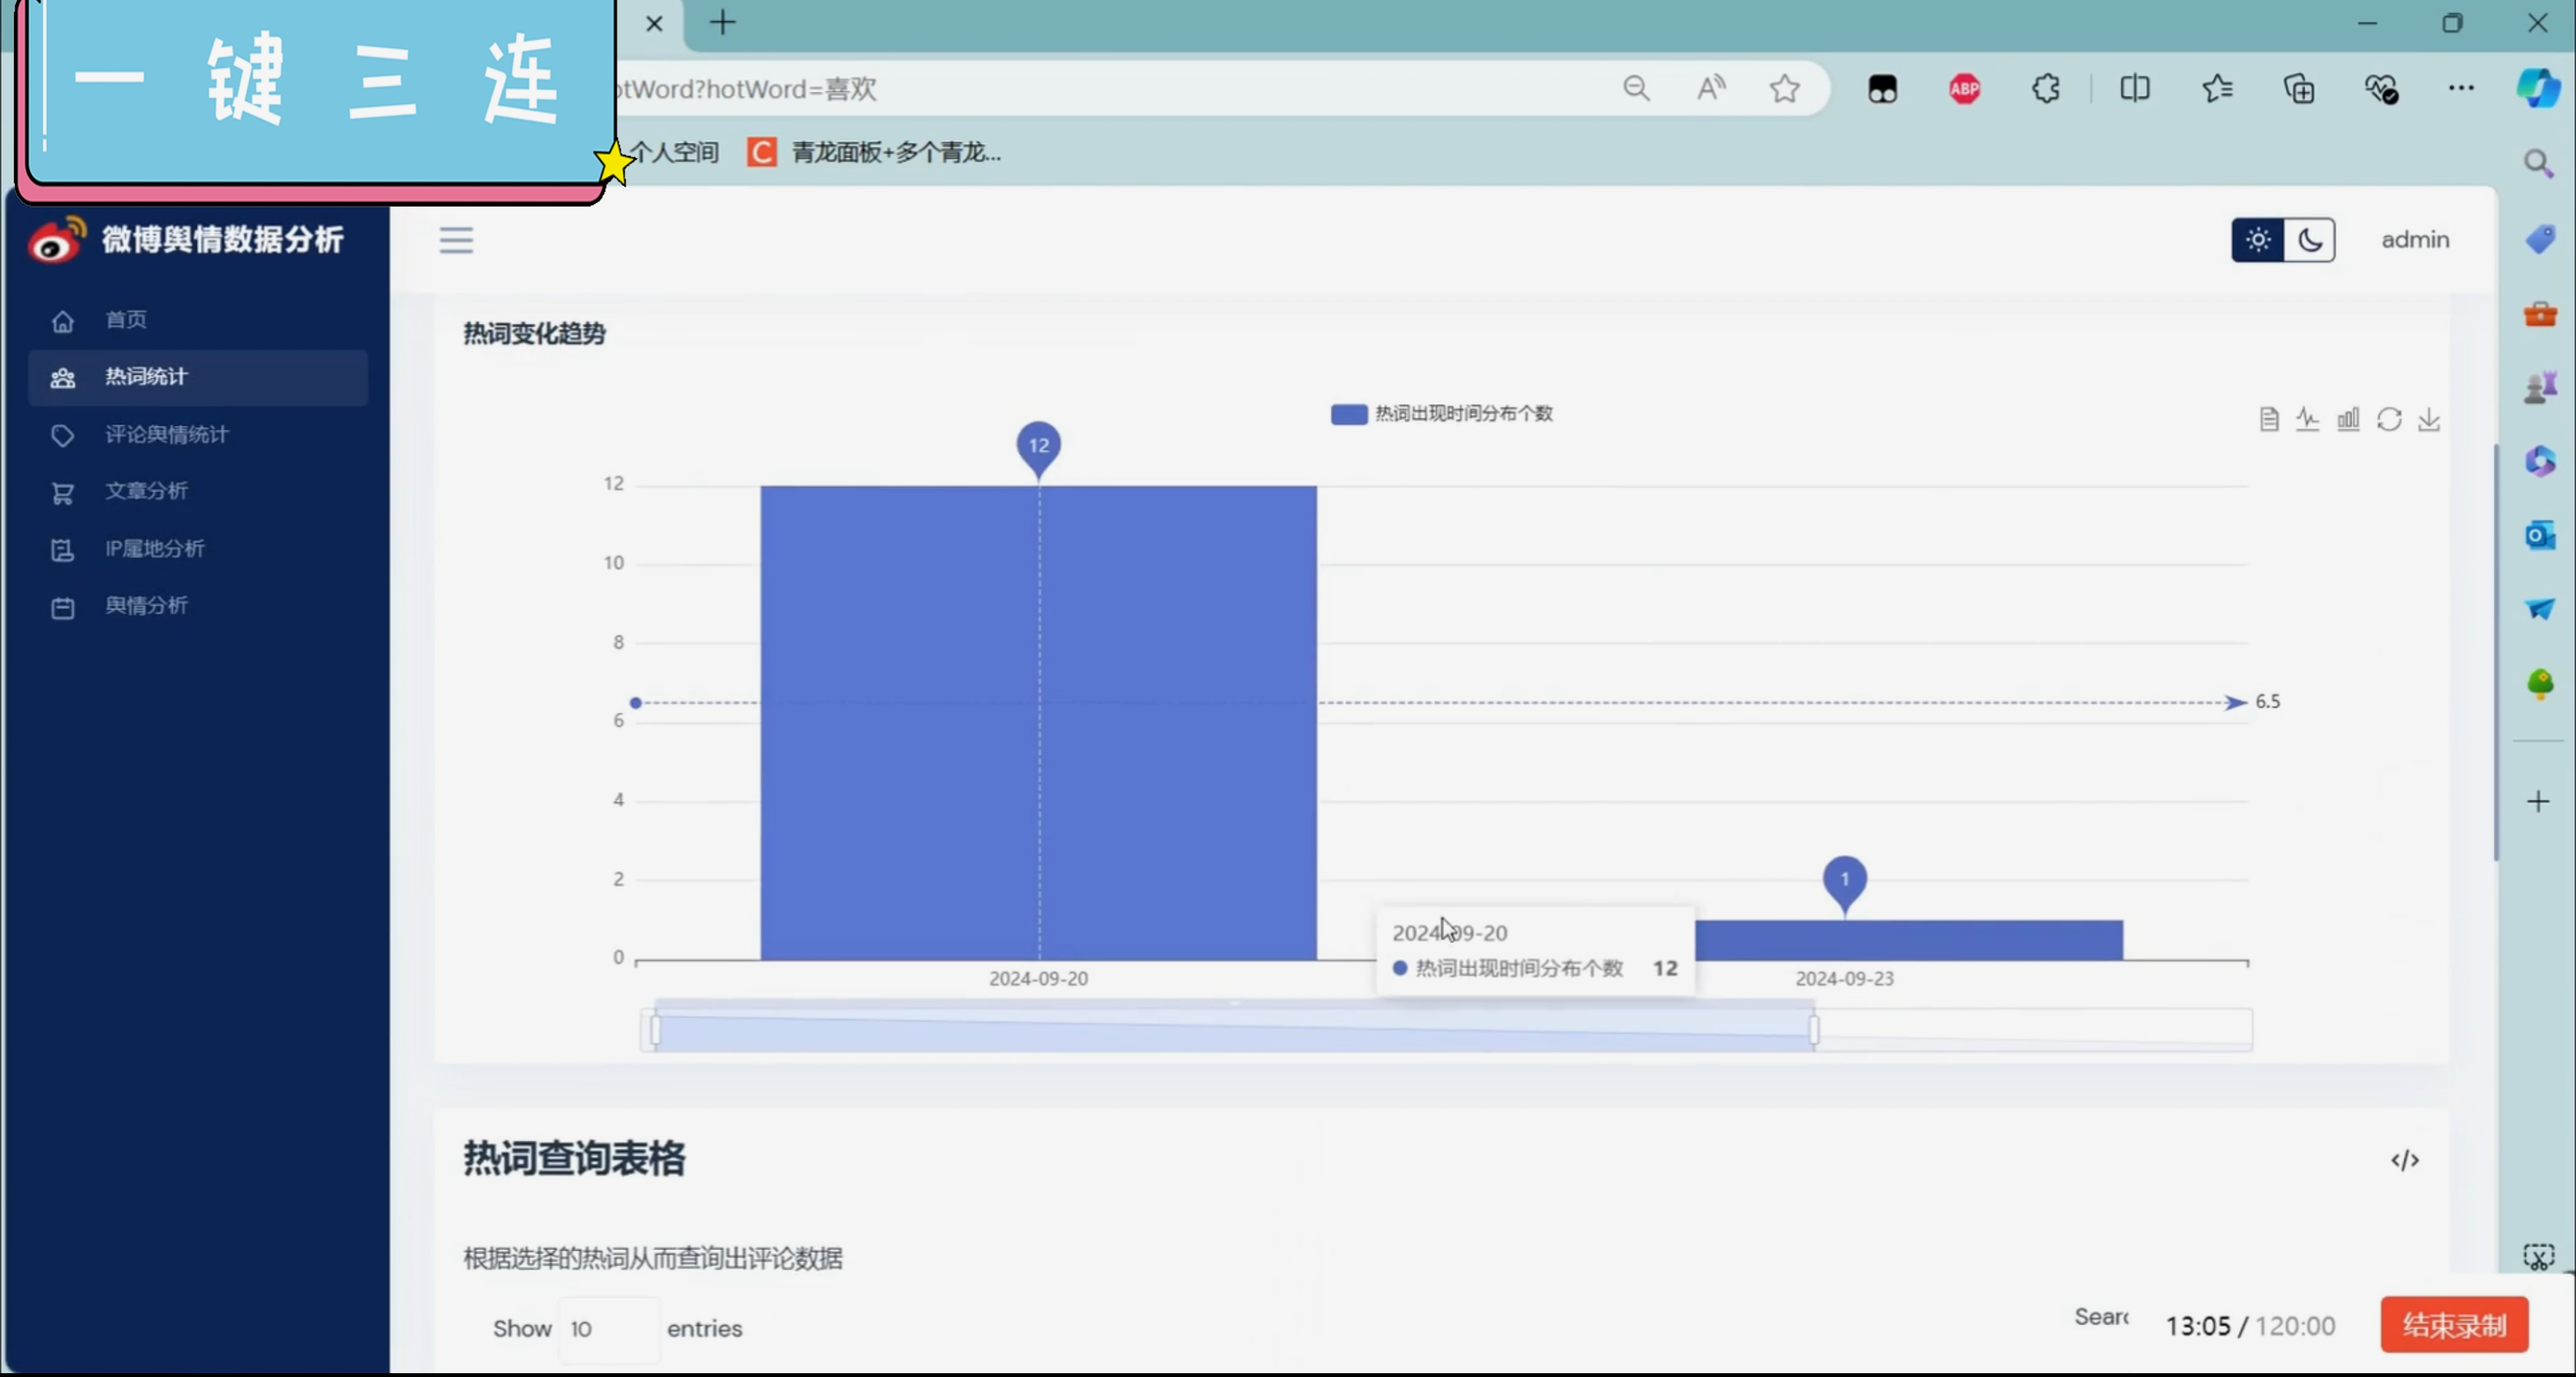 一键三连
otWord?hotWord=喜欢
ABP
个人空间
青龙面板+多个青龙...
微博舆情数据分析
admin
首页
热词统计
评论舆情统计
文章分析
IP属地分析
舆情分析
热词变化趋势
热词出现时间分布个数
12
12
10
8
6
4
2
0
6.5
1
2024-09-20
热词出现时间分布个数 12
2024-09-20
2024-09-23
热词查询表格
</>
根据选择的热词从而查询出评论数据
Show 10 entries
Searc
13:05 / 120:00
结束录制